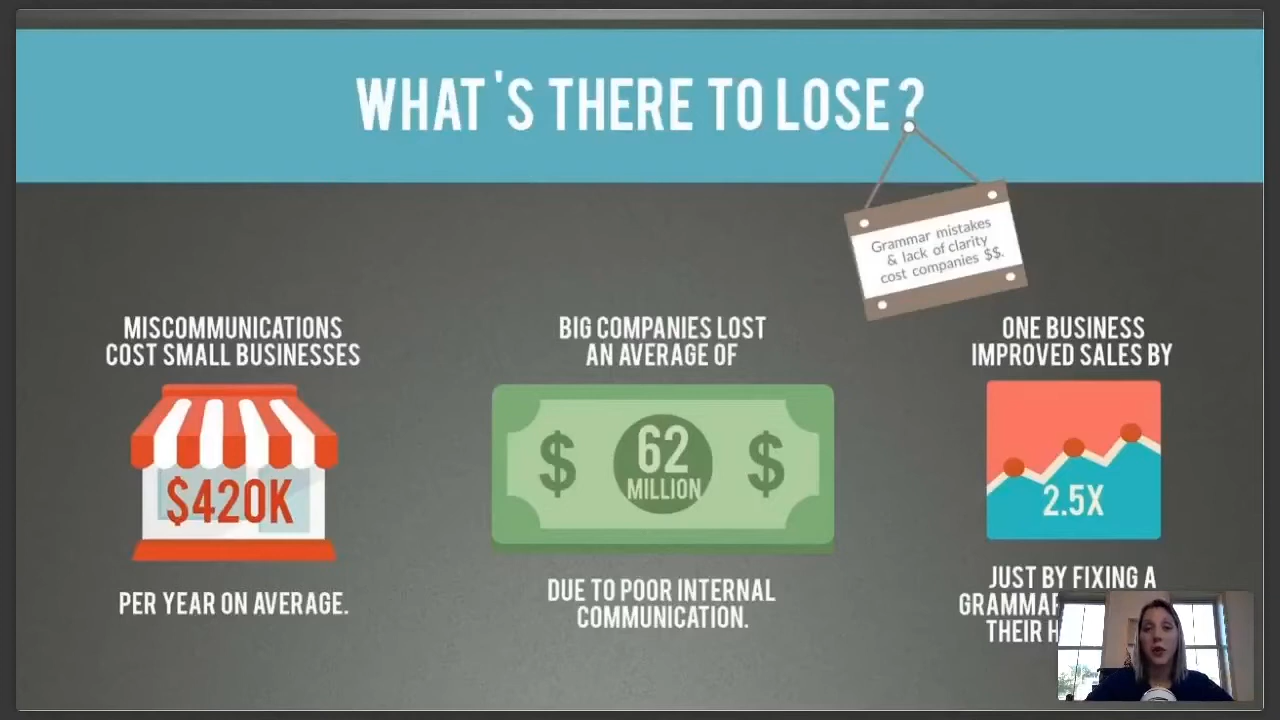 WHAT'S THERE TO LOSE?
Grammar mistakes
& lack of clarity
cost companies $$.
MISCOMMUNICATIONS
COST SMALL BUSINESSES
$420K
PER YEAR ON AVERAGE.
BIG COMPANIES LOST
AN AVERAGE OF
$ 62 $
MILLION
DUE TO POOR INTERNAL
COMMUNICATION.
ONE BUSINESS
IMPROVED SALES BY
2.5X
JUST BY FIXING A
THEIR